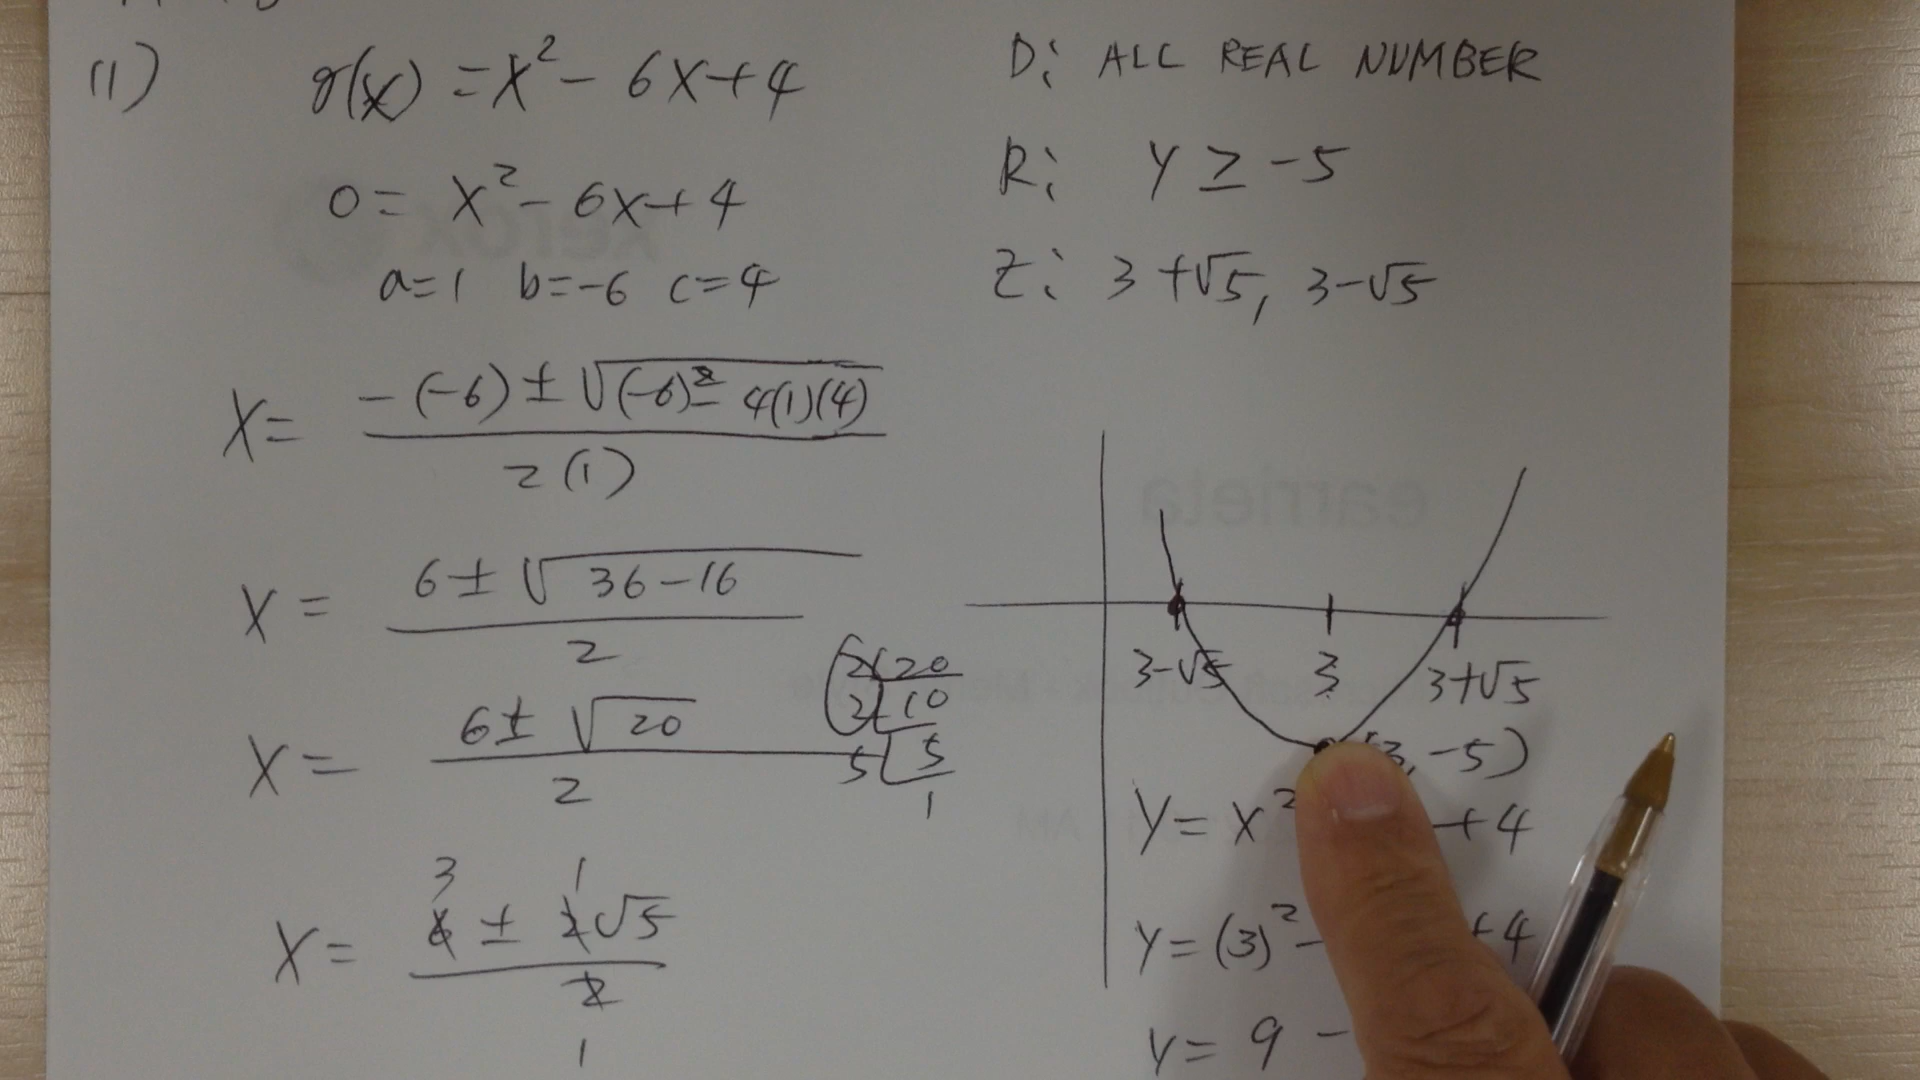 (1) g(x) = x² - 6x + 4
0 = x² - 6x + 4
a=1 b=-6 c=4
x = -(-6) ± √(-6)² - 4(1)(4) / 2(1)
x = 6 ± √36-16 / 2
x = 6 ± √20 / 2
2 20
2 10
5 5
1
3 1
x = 6 ± 2√5 / 2
1
D: ALL REAL NUMBER
R: y ≥ -5
Z: 3+√5, 3-√5
3-√5 3 3+√5
(3, -5)
y = x² + 4
y = (3)² - +4
y = 9 -